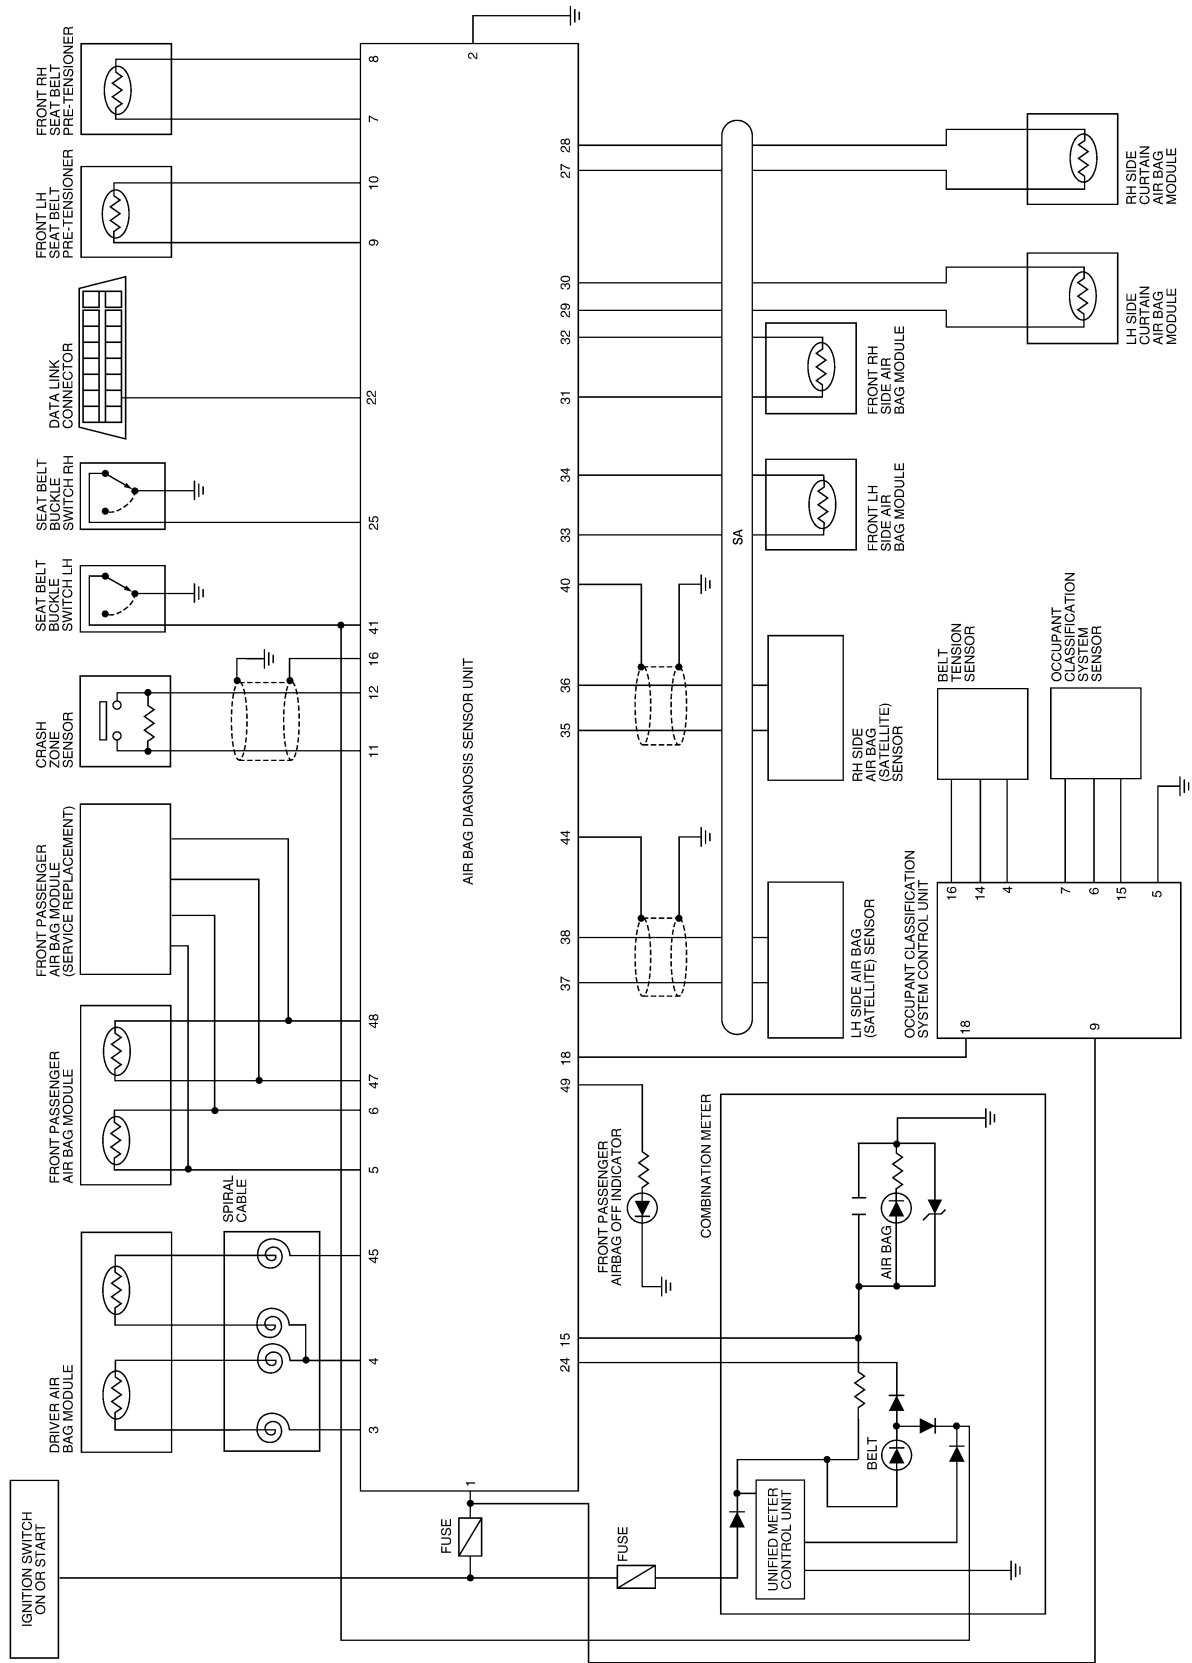 FRONT RH
SEAT BELT
PRE-TENSIONER
FRONT LH
SEAT BELT
PRE-TENSIONER
DATA LINK
CONNECTOR
SEAT BELT
BUCKLE
SWITCH RH
SEAT BELT
BUCKLE
SWITCH LH
CRASH
ZONE
SENSOR
FRONT PASSENGER
AIR BAG MODULE
(SERVICE REPLACEMENT)
FRONT PASSENGER
AIR BAG MODULE
SPIRAL
CABLE
DRIVER AIR
BAG MODULE
IGNITION SWITCH
ON OR START
8
7
10
9
22
25
41
16
12
11
48
47
6
5
45
4
3
AIR BAG DIAGNOSIS SENSOR UNIT
2
1
28
27
30
29
32
31
34
33
40
36
35
44
38
37
18
49
15
24
FUSE
FUSE
SA
RH SIDE
CURTAIN
AIR BAG
MODULE
LH SIDE
CURTAIN
AIR BAG
MODULE
FRONT RH
SIDE AIR
BAG MODULE
FRONT LH
SIDE AIR
BAG MODULE
RH SIDE
AIR BAG
(SATELLITE)
SENSOR
LH SIDE AIR BAG
(SATELLITE) SENSOR
BELT
TENSION
SENSOR
OCCUPANT
CLASSIFICATION
SYSTEM
SENSOR
OCCUPANT CLASSIFICATION
SYSTEM CONTROL UNIT
16
14
4
7
6
15
5
18
9
FRONT PASSENGER
AIRBAG OFF INDICATOR
COMBINATION METER
AIR BAG
BELT
UNIFIED METER
CONTROL UNIT